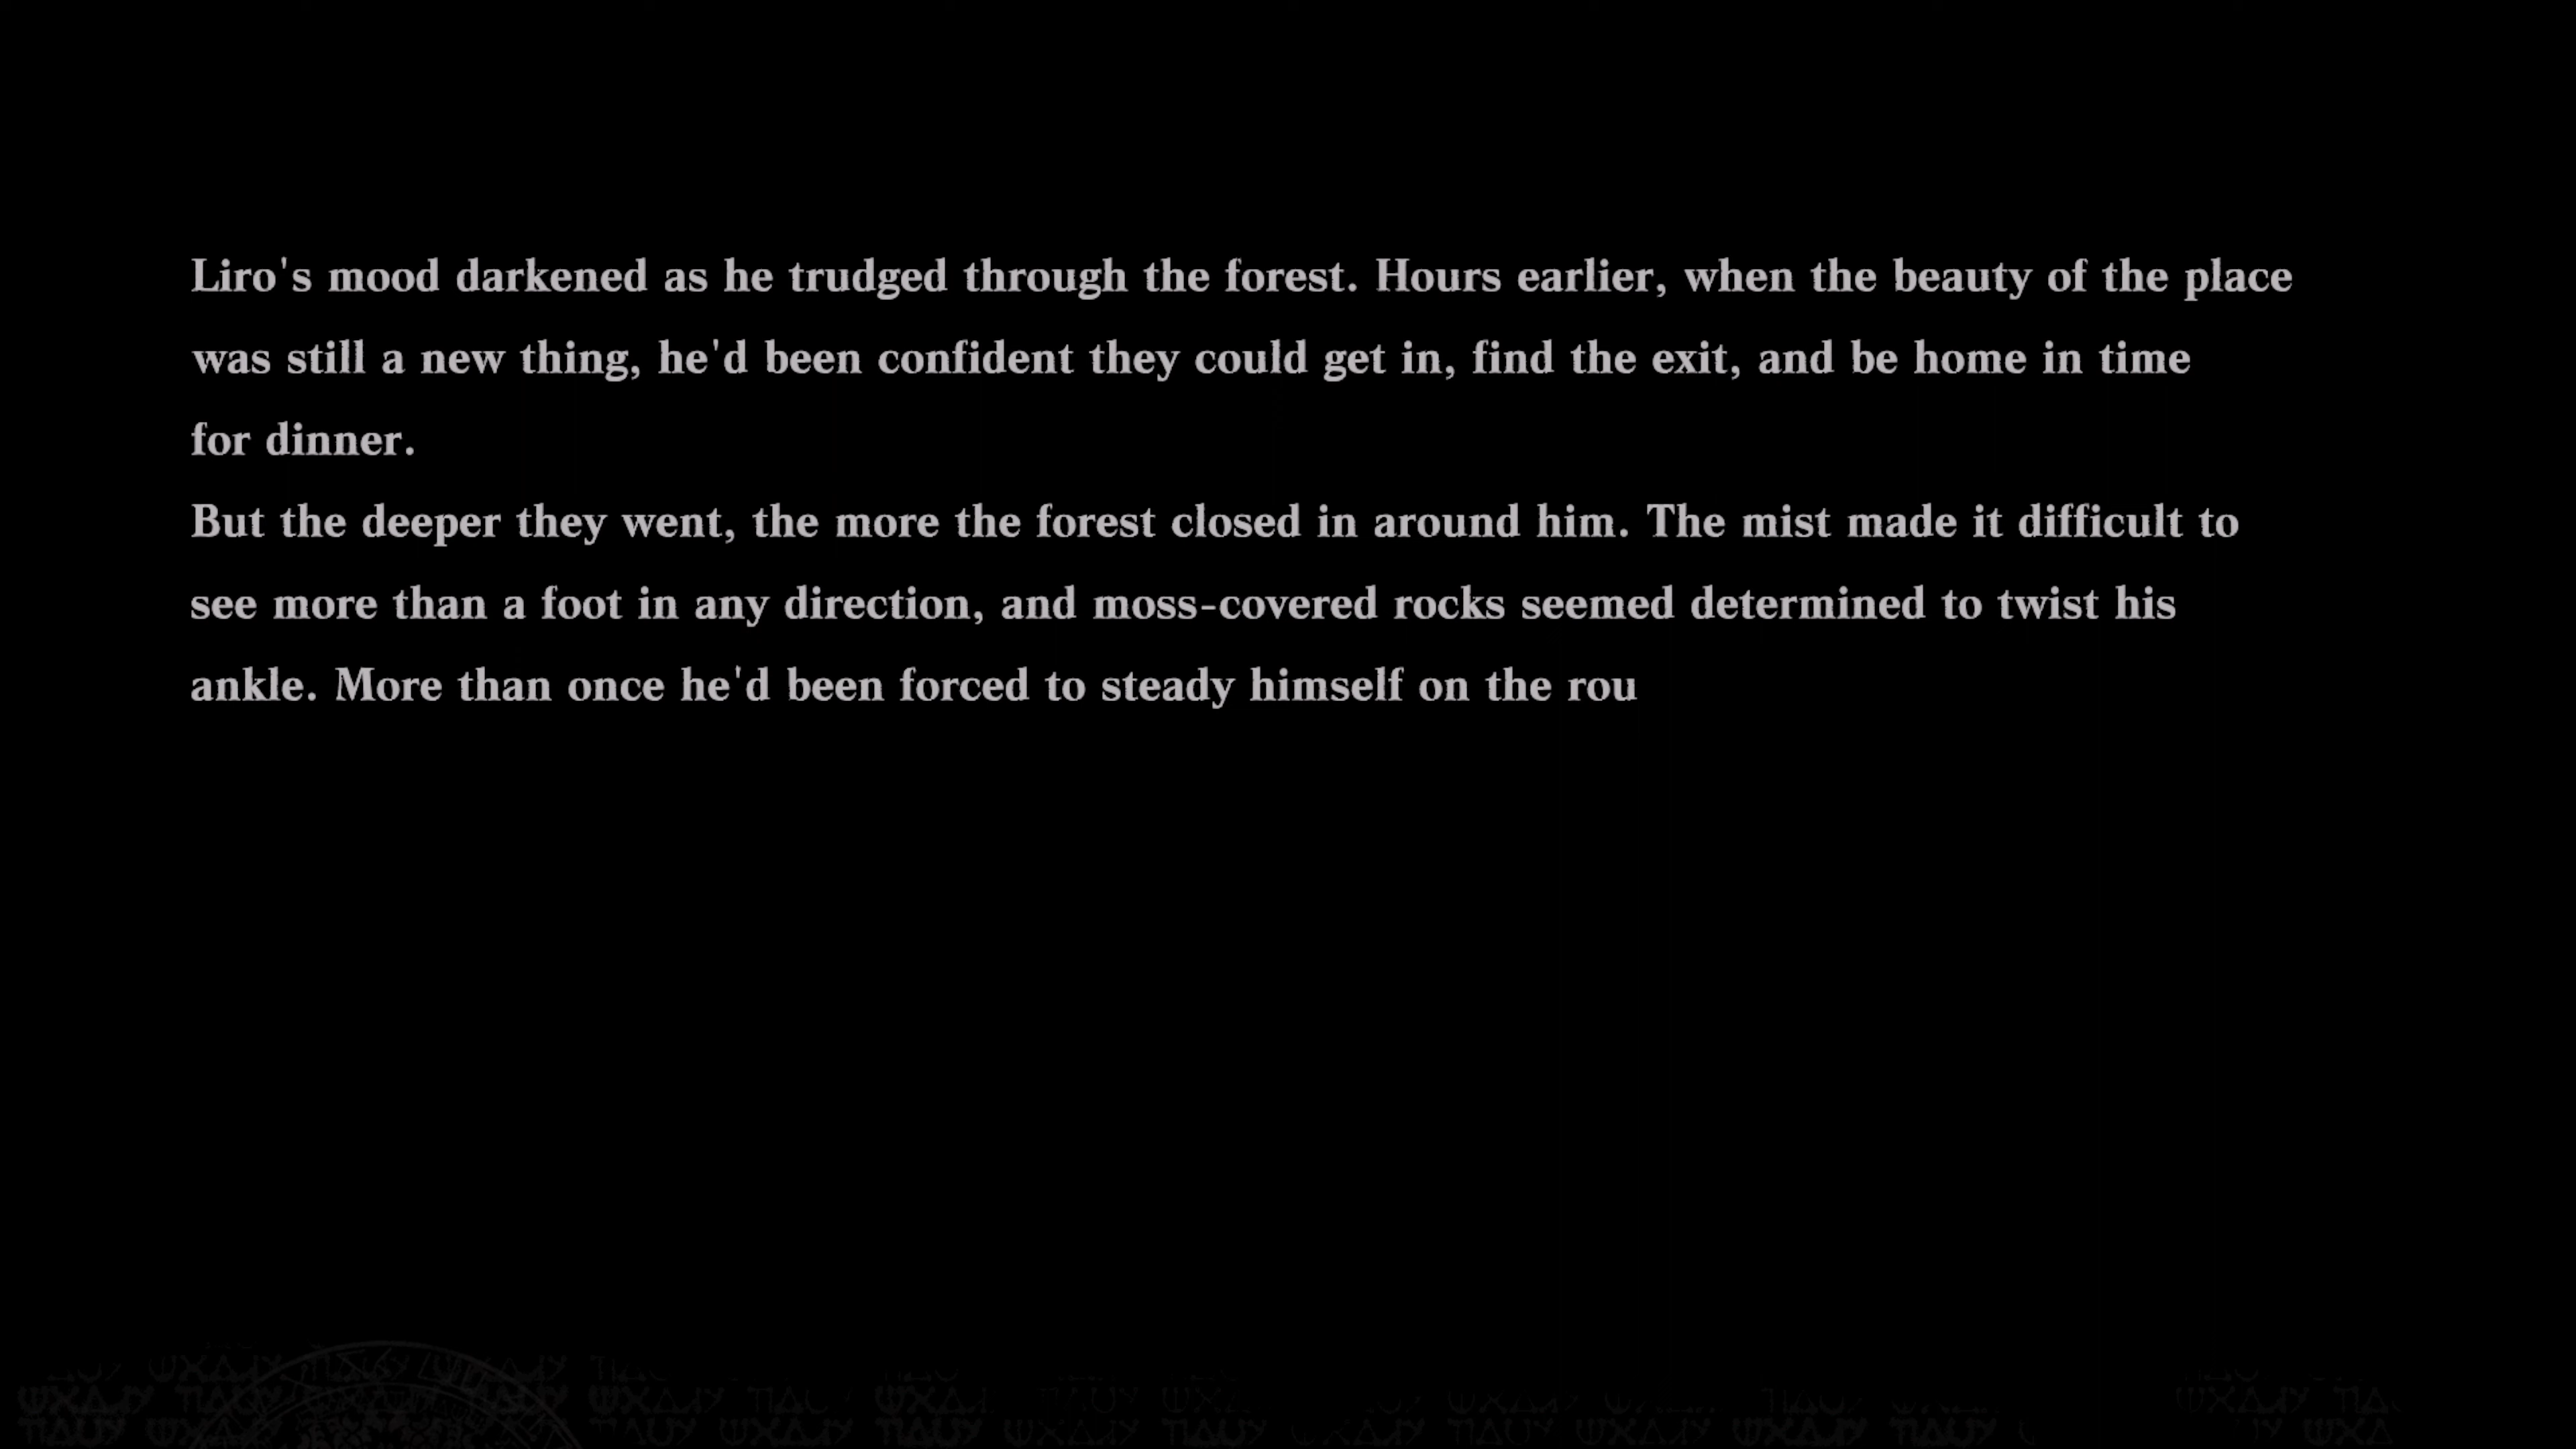 Liro's mood darkened as he trudged through the forest. Hours earlier, when the beauty of the place
was still a new thing, he'd been confident they could get in, find the exit, and be home in time
for dinner.
But the deeper they went, the more the forest closed in around him. The mist made it difficult to
see more than a foot in any direction, and moss-covered rocks seemed determined to twist his
ankle. More than once he'd been forced to steady himself on the rou